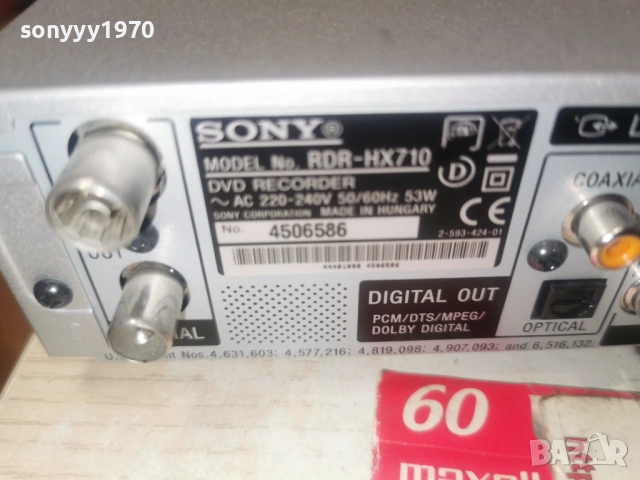 sonyyy1970
SONY®
MODEL No. RDR-HX710
DVD RECORDER
~ AC 220-240V 50/60Hz 53W
SONY CORPORATION MADE IN HUNGARY
No. 4506586
2-593-424-01
D
CE
4506586
OUT
DIGITAL OUT
PCM/DTS/MPEG/
DOLBY DIGITAL
COAXIA
OPTICAL
Nos. 4,631,603; 4,577,216; 4,819,098; 4,907,093; and 6,516,132.
60
maxell
BAZAR